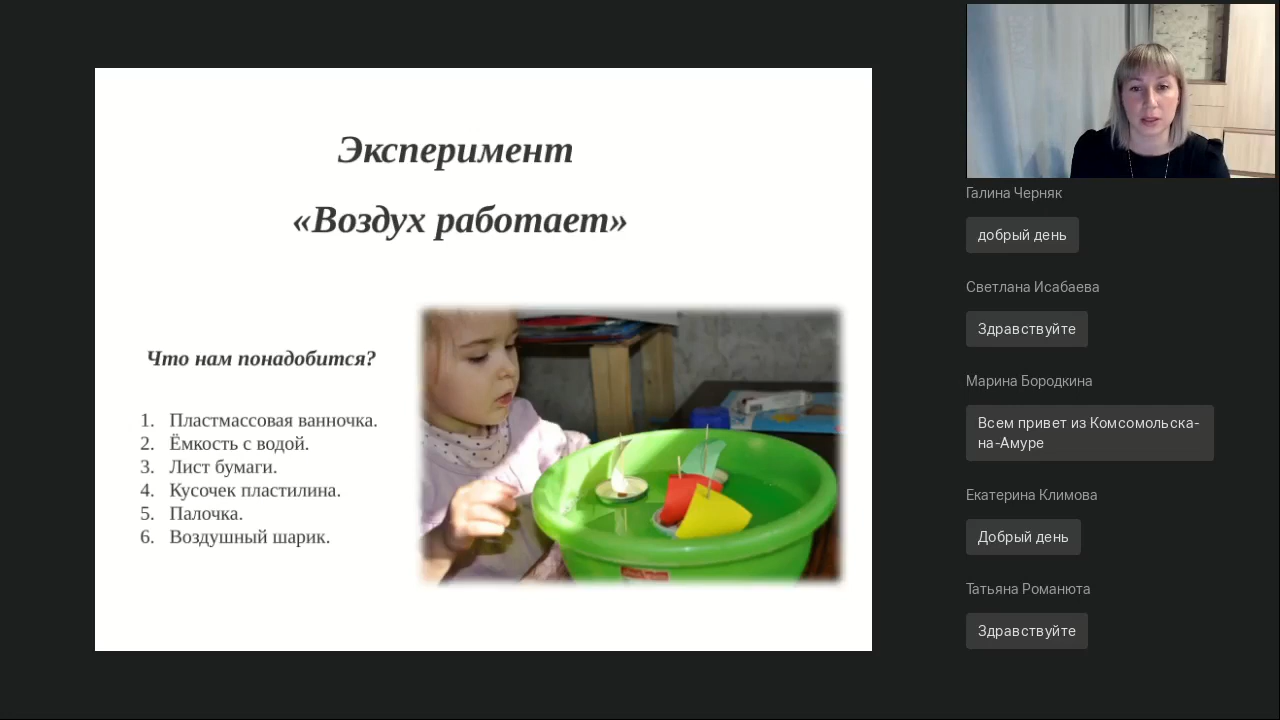 Эксперимент
«Воздух работает»
Что нам понадобится?
1. Пластмассовая ванночка.
2. Ёмкость с водой.
3. Лист бумаги.
4. Кусочек пластилина.
5. Палочка.
6. Воздушный шарик.
Галина Черняк
добрый день
Светлана Исабаева
Здравствуйте
Марина Бородкина
Всем привет из Комсомольска-
на-Амуре
Екатерина Климова
Добрый день
Татьяна Романюта
Здравствуйте